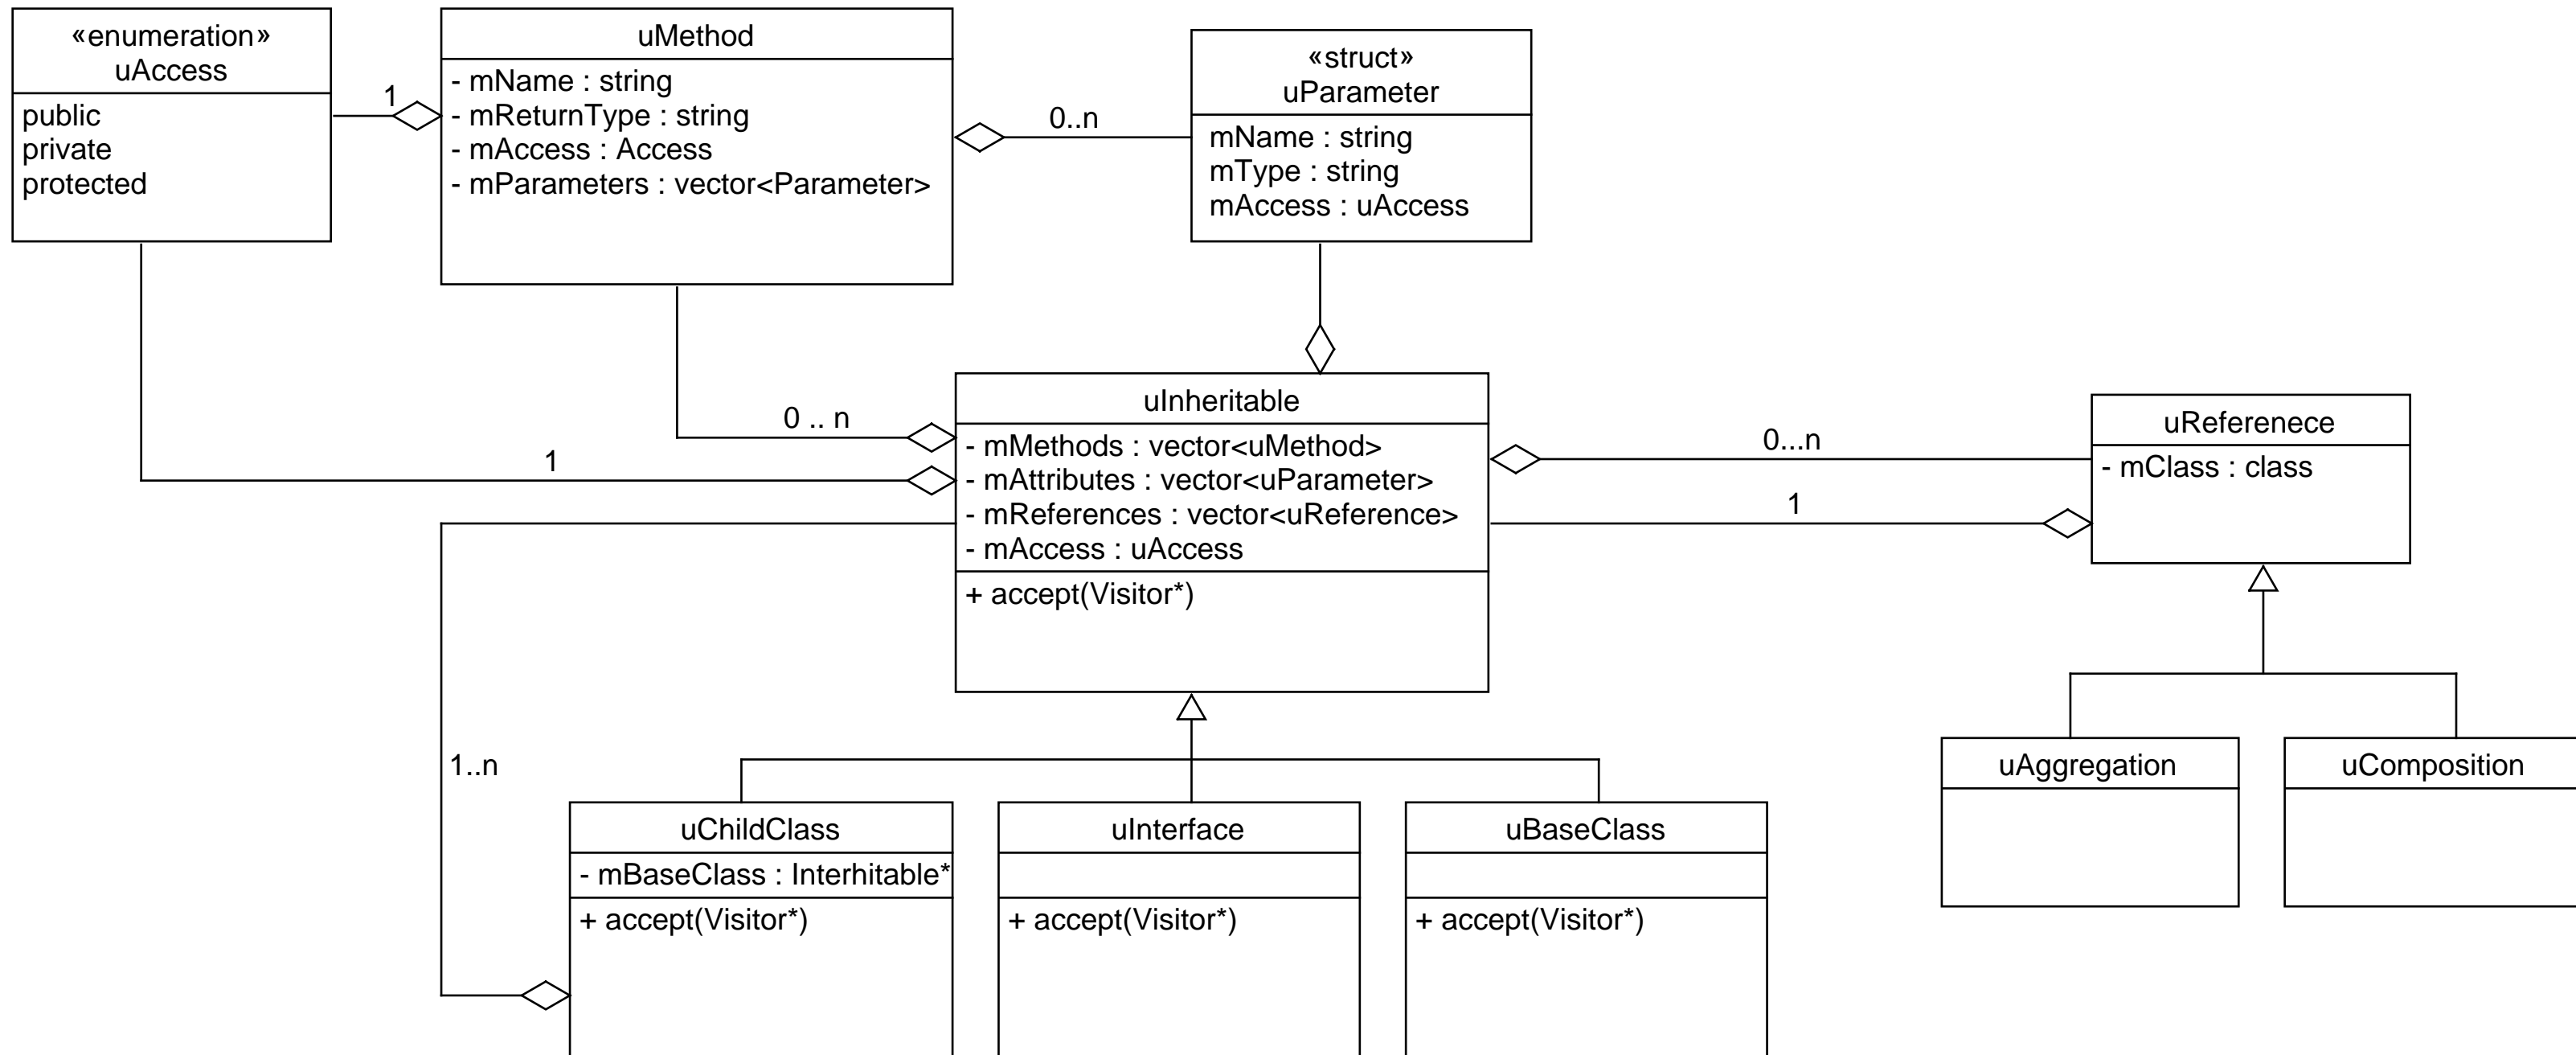 «enumeration»
uAccess
public
private
protected
1
uMethod
- mName : string
- mReturnType : string
- mAccess : Access
- mParameters : vector<Parameter>
0..n
«struct»
uParameter
mName : string
mType : string
mAccess : uAccess
0 .. n
1
uInheritable
- mMethods : vector<uMethod>
- mAttributes : vector<uParameter>
- mReferences : vector<uReference>
- mAccess : uAccess
+ accept(Visitor*)
0...n
1
uReferenece
- mClass : class
1..n
uChildClass
- mBaseClass : Interhitable*
+ accept(Visitor*)
uInterface
+ accept(Visitor*)
uBaseClass
+ accept(Visitor*)
uAggregation
uComposition